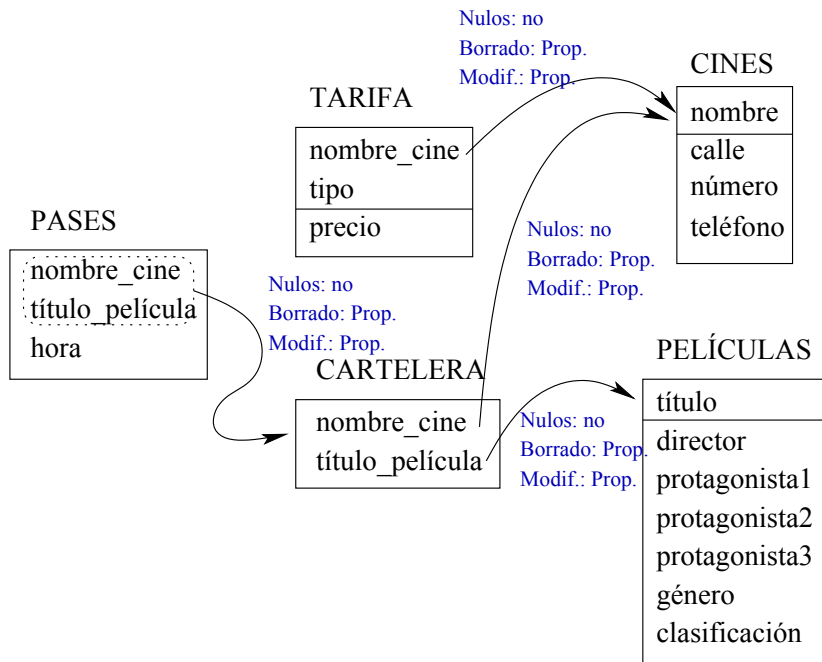 Nulos: no
Borrado: Prop.
Modif.: Prop.
CINES
nombre
calle
número
teléfono
TARIFA
nombre_cine
tipo
precio
PASES
nombre_cine
título_película
hora
Nulos: no
Borrado: Prop.
Modif.: Prop.
Nulos: no
Borrado: Prop.
Modif.: Prop.
CARTELERA
nombre_cine
título_película
Nulos: no
Borrado: Prop.
Modif.: Prop.
PELÍCULAS
título
director
protagonista1
protagonista2
protagonista3
género
clasificación